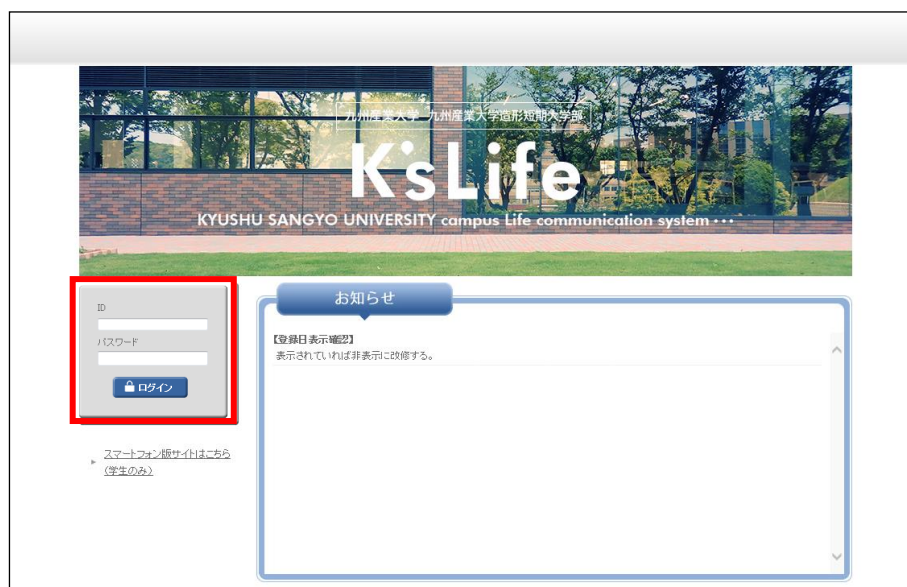 九州産業大学 九州産業大学造形短期大学部
K'sLife
KYUSHU SANGYO UNIVERSITY campus Life communication system・・・
ID
パスワード
ログイン
スマートフォン版サイトはこちら
(学生のみ)
お知らせ
【登録日表示確認】
表示されていれば非表示に改修する。